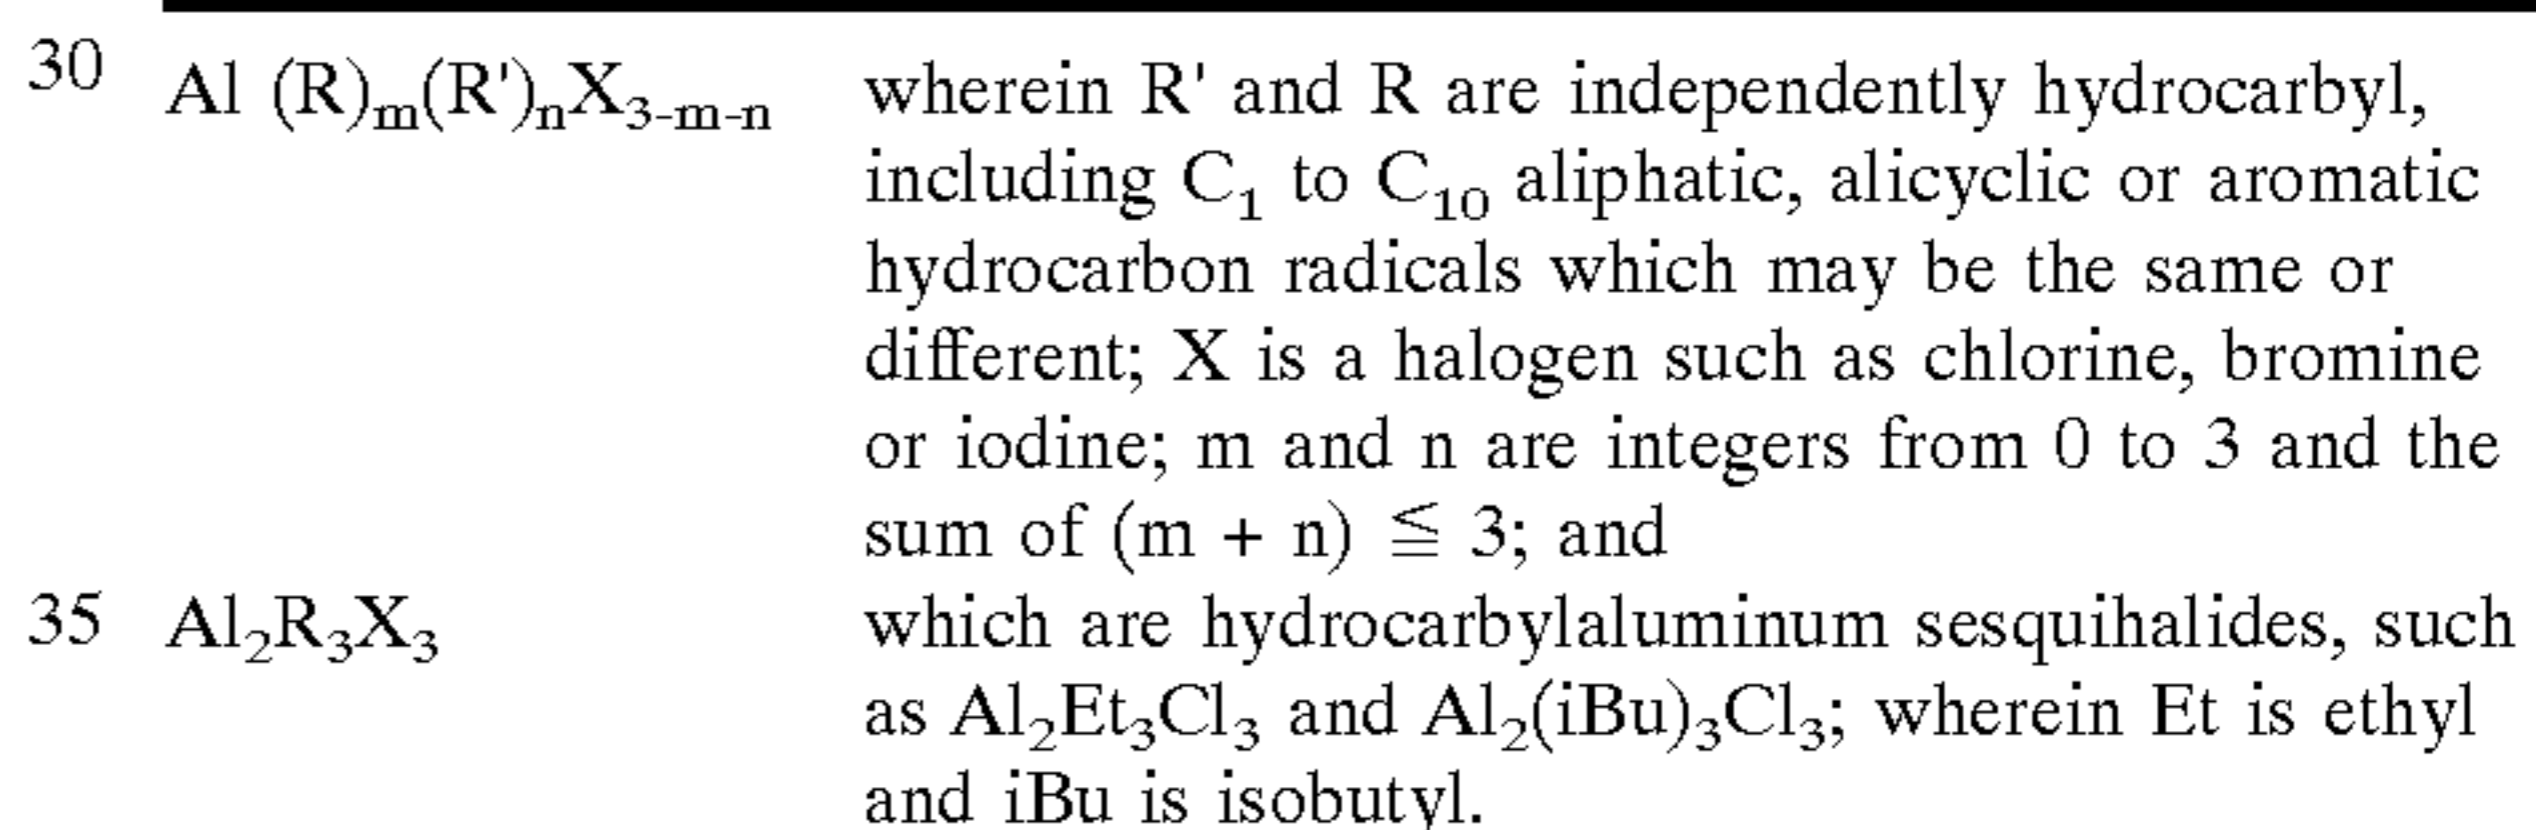 30 Al (R)ₘ(R')ₙX₃₋ₘ₋ₙ wherein R' and R are independently hydrocarbyl,
including C₁ to C₁₀ aliphatic, alicyclic or aromatic
hydrocarbon radicals which may be the same or
different; X is a halogen such as chlorine, bromine
or iodine; m and n are integers from 0 to 3 and the
sum of (m + n) ≦ 3; and
35 Al₂R₃X₃ which are hydrocarbylaluminum sesquihalides, such
as Al₂Et₃Cl₃ and Al₂(iBu)₃Cl₃; wherein Et is ethyl
and iBu is isobutyl.